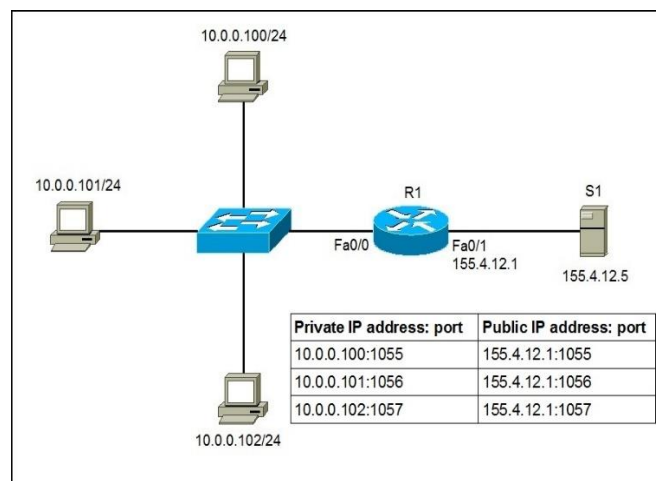 10.0.0.100/24
10.0.0.101/24
R1
S1
Fa0/0
Fa0/1
155.4.12.1
155.4.12.5
10.0.0.102/24
Private IP address: port Public IP address: port
10.0.0.100:1055 155.4.12.1:1055
10.0.0.101:1056 155.4.12.1:1056
10.0.0.102:1057 155.4.12.1:1057